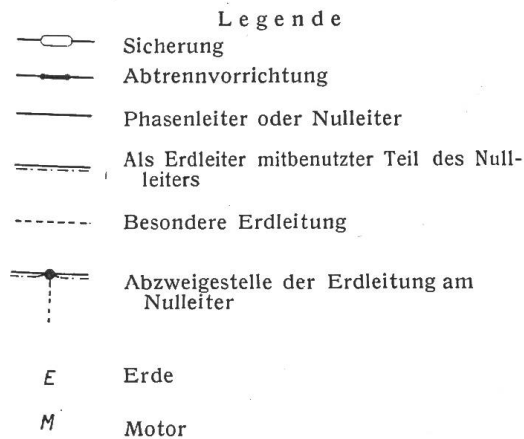 Legende
Sicherung
Abtrennvorrichtung
Phasenleiter oder Nulleiter
Als Erdleiter mitbenutzter Teil des Null-
leiters
Besondere Erdleitung
Abzweigestelle der Erdleitung am
Nulleiter
E Erde
M Motor